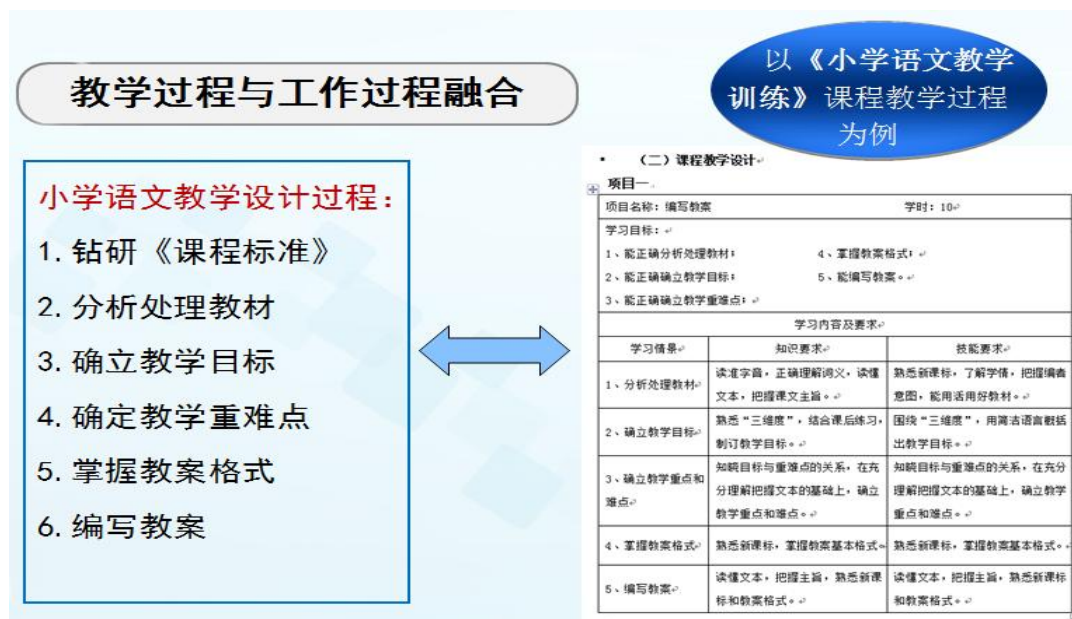 教学过程与工作过程融合
以《小学语文教学
训练》课程教学过程
为例
小学语文教学设计过程：
1. 钻研《课程标准》
2. 分析处理教材
3. 确立教学目标
4. 确定教学重难点
5. 掌握教案格式
6. 编写教案
（二）课程教学设计
项目一
项目名称：编写教案 学时：10
学习目标：
1、能正确分析处理教材； 4、掌握教案格式；
2、能正确确立教学目标； 5、能编写教案。
3、能正确确立教学重难点；
学习内容及要求
学习情景 知识要求 技能要求
1、分析处理教材
读准字音，正确理解词义，读懂
文本，把握课文主旨。
熟悉新课标，了解学情，把握编者
意图，能用活用好教材。
2、确立教学目标
熟悉“三维度”，结合课后练习，
制订教学目标。
围绕“三维度”，用简洁语言概括
出教学目标。
3、确立教学重点和
难点
知晓目标与重难点的关系，在充
分理解把握文本的基础上，确立
教学重点和难点。
知晓目标与重难点的关系，在充分
理解把握文本的基础上，确立教学
重点和难点。
4、掌握教案格式
熟悉新课标，掌握教案基本格式。
熟悉新课标，掌握教案基本格式。
5、编写教案
读懂文本，把握主旨，熟悉新课
标和教案格式。
读懂文本，把握主旨，熟悉新课标
和教案格式。